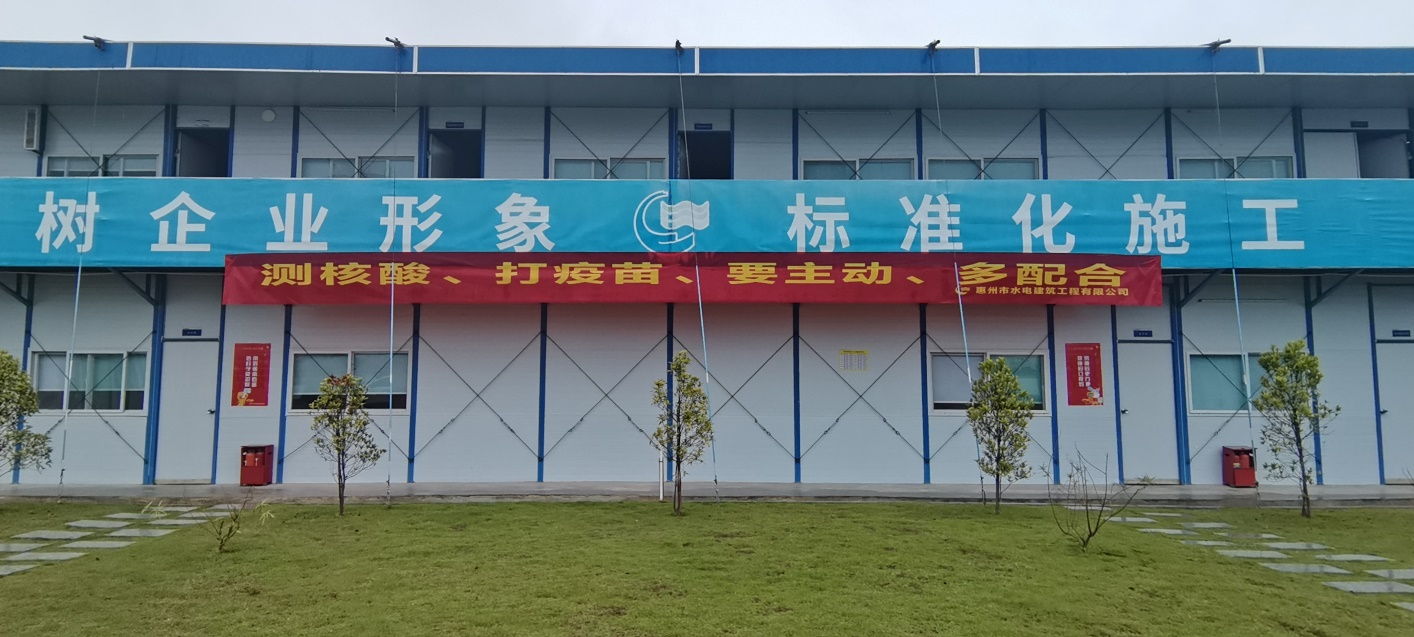 树企业形象 标准化施工
测核酸、打疫苗、要主动、多配合
惠州市水电建筑工程有限公司